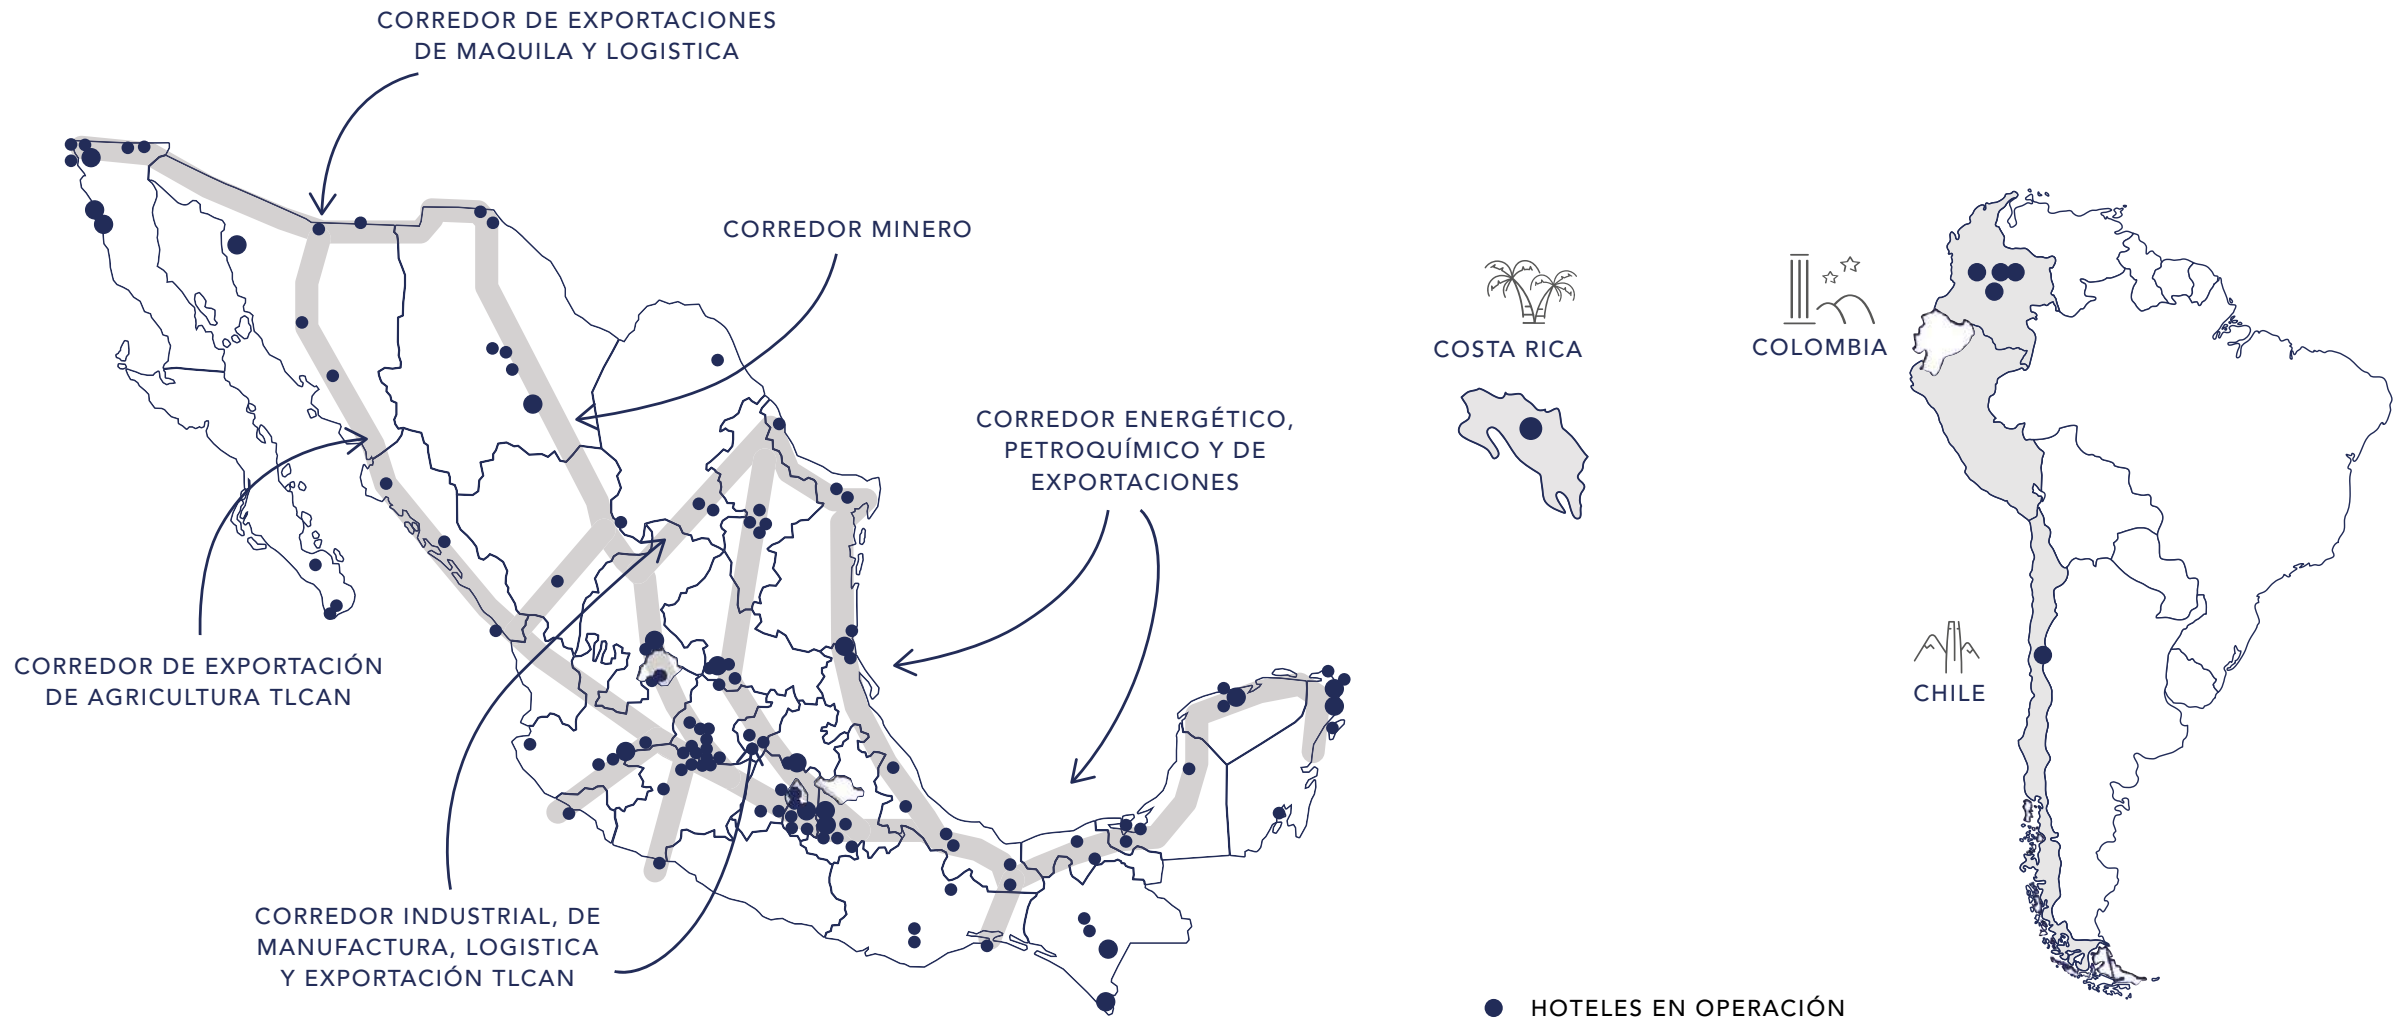 CORREDOR DE EXPORTACIONES
DE MAQUILA Y LOGISTICA
CORREDOR MINERO
COSTA RICA
COLOMBIA
CORREDOR ENERGÉTICO,
PETROQUÍMICO Y DE
EXPORTACIONES
CORREDOR DE EXPORTACIÓN
DE AGRICULTURA TLCAN
CHILE
CORREDOR INDUSTRIAL, DE
MANUFACTURA, LOGISTICA
Y EXPORTACIÓN TLCAN
HOTELES EN OPERACIÓN